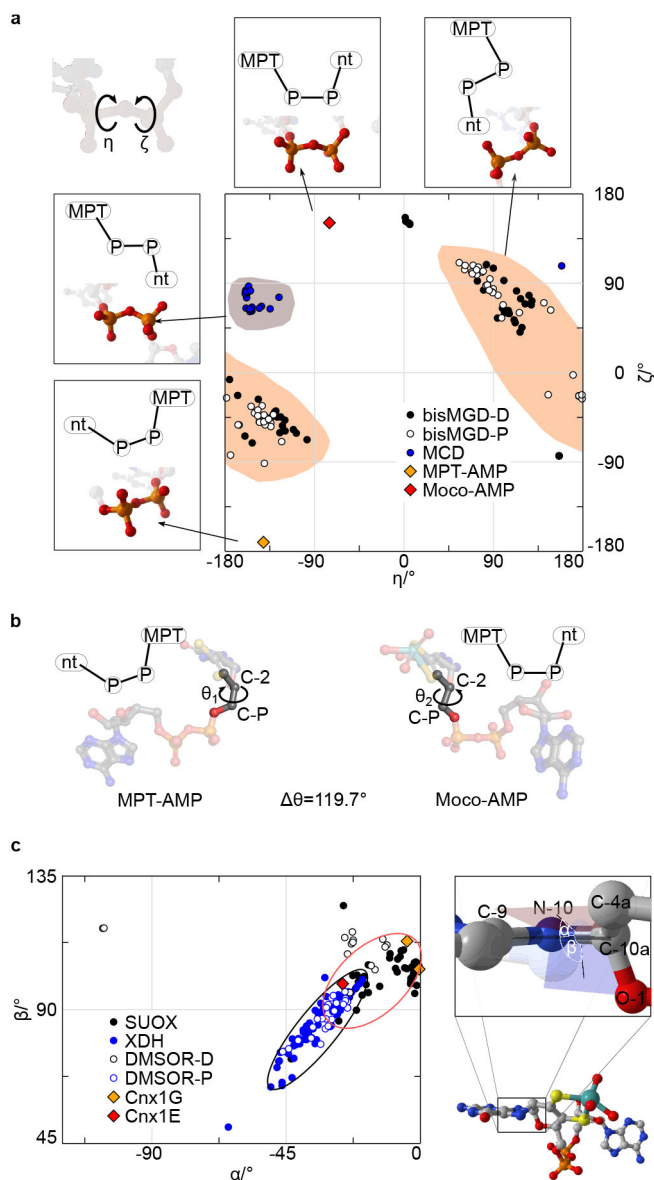 a
MPT
nt
P
P
MPT
P
P
nt
η
ζ
MPT
P
P
nt
nt
P
P
MPT
180
90
0
-90
-180
ζ/°
bisMGD-D
bisMGD-P
MCD
MPT-AMP
Moco-AMP
-180
-90
0
90
180
η/°
b
nt
P
P
MPT
C-2
θ1
C-P
MPT-AMP
Δθ=119.7°
MPT
nt
P
P
C-2
θ2
C-P
Moco-AMP
c
135
90
45
β/°
SUOX
XDH
DMSOR-D
DMSOR-P
Cnx1G
Cnx1E
-90
-45
0
α/°
C-9
N-10
C-4a
α
β
C-10a
O-1